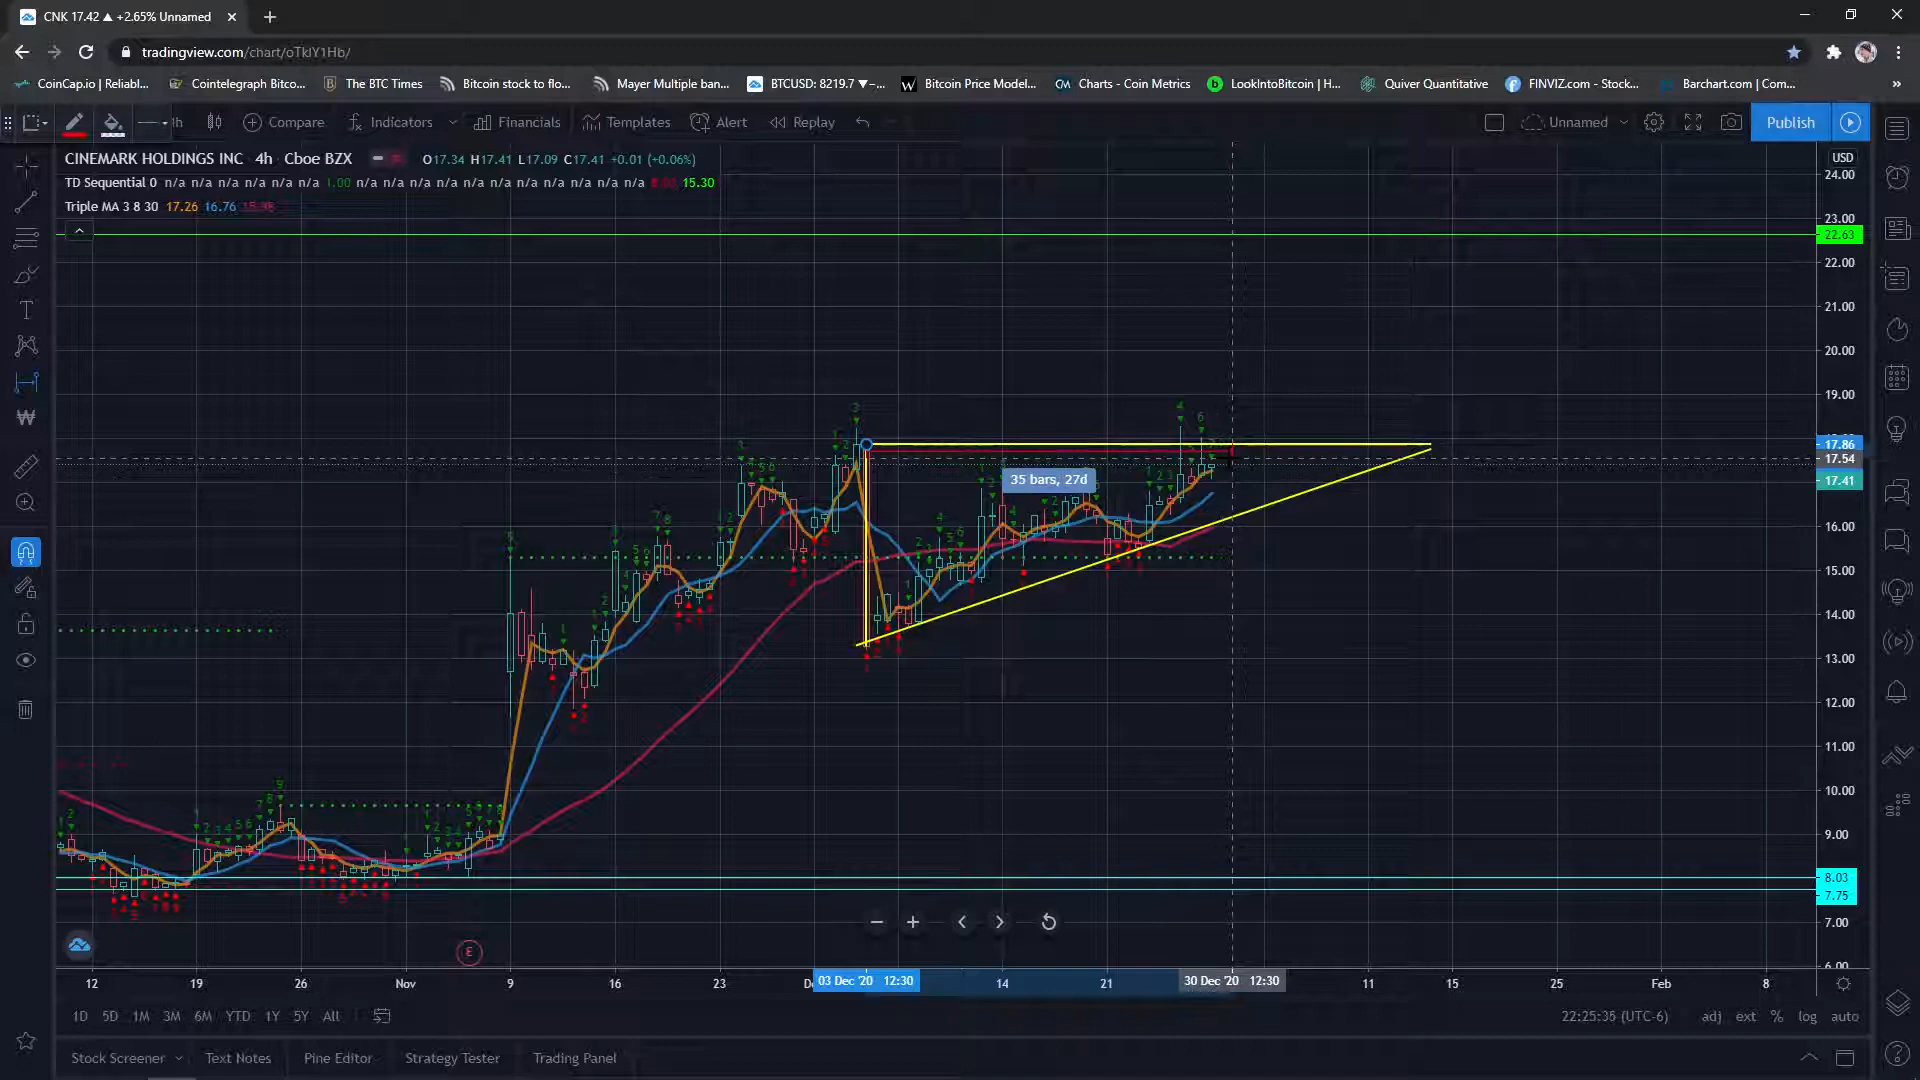 CNK 17.42 ▲ +2.65% Unnamed
tradingview.com/chart/oTkIY1Hb/
CoinCap.io | Reliabl... Cointelegraph Bitco... The BTC Times Bitcoin stock to flo... Mayer Multiple ban... BTCUSD: 8219.7 ▼−... Bitcoin Price Model... Charts - Coin Metrics LookIntoBitcoin | H... Quiver Quantitative FINVIZ.com - Stock... Barchart.com | Com... »
h Compare Indicators Financials Templates Alert Replay Unnamed Publish
CINEMARK HOLDINGS INC 4h Cboe BZX O17.34 H17.41 L17.09 C17.41 +0.01 (+0.06%)
TD Sequential 0 n/a n/a n/a n/a n/a n/a 1.00 n/a n/a n/a n/a n/a n/a n/a n/a n/a n/a n/a n/a 15.30
Triple MA 3 8 30 17.26 16.76
USD
24.00
23.00
22.63
22.00
21.00
20.00
19.00
17.86
17.54
17.41
35 bars, 27d
16.00
15.00
14.00
13.00
12.00
11.00
10.00
9.00
8.03
7.75
7.00
6.00
E
12 19 26 Nov 9 16 23 03 Dec '20 12:30 14 21 30 Dec '20 12:30 11 15 25 Feb 8
1D 5D 1M 3M 6M YTD 1Y 5Y All 22:25:35 (UTC-6) adj ext % log auto
Stock Screener Text Notes Pine Editor Strategy Tester Trading Panel